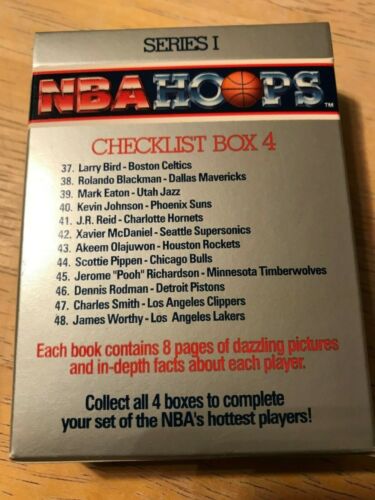 SERIES I
NBA HOOPS TM
CHECKLIST BOX 4
37. Larry Bird - Boston Celtics
38. Rolando Blackman - Dallas Mavericks
39. Mark Eaton - Utah Jazz
40. Kevin Johnson - Phoenix Suns
41. J.R. Reid - Charlotte Hornets
42. Xavier McDaniel - Seattle Supersonics
43. Akeem Olajuwon - Houston Rockets
44. Scottie Pippen - Chicago Bulls
45. Jerome "Pooh" Richardson - Minnesota Timberwolves
46. Dennis Rodman - Detroit Pistons
47. Charles Smith - Los Angeles Clippers
48. James Worthy - Los Angeles Lakers
Each book contains 8 pages of dazzling pictures
and in-depth facts about each player.
Collect all 4 boxes to complete
your set of the NBA's hottest players!